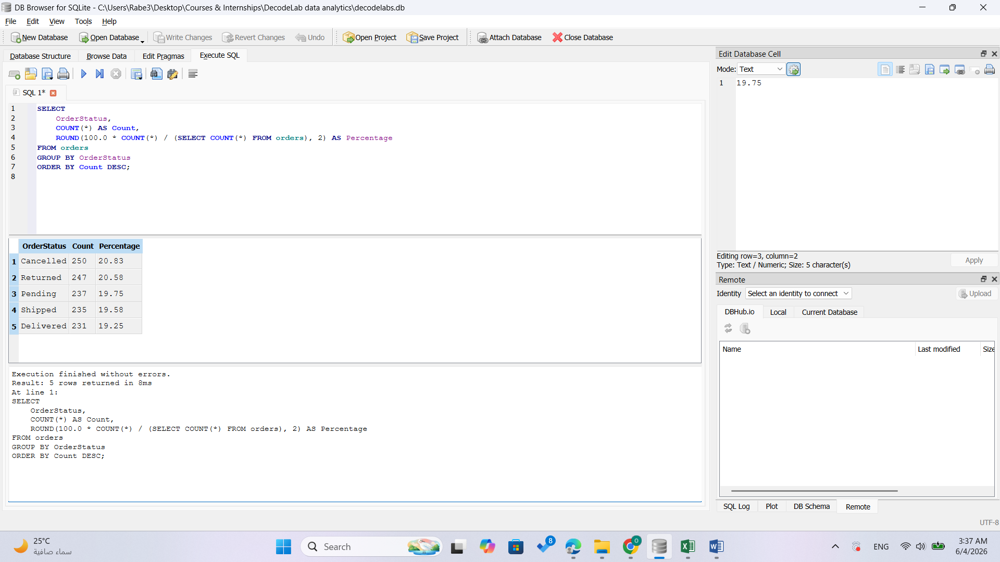 DB Browser for SQLite - C:\Users\Rabe3\Desktop\Courses & Internships\DecodeLab data analytics\decodelabs.db
File Edit View Tools Help
New Database Open Database Write Changes Revert Changes Undo Open Project Save Project Attach Database Close Database
Database Structure Browse Data Edit Pragmas Execute SQL
SQL 1*
1 SELECT
2 OrderStatus,
3 COUNT(*) AS Count,
4 ROUND(100.0 * COUNT(*) / (SELECT COUNT(*) FROM orders), 2) AS Percentage
5 FROM orders
6 GROUP BY OrderStatus
7 ORDER BY Count DESC;
8
OrderStatus Count Percentage
1 Cancelled 250 20.83
2 Returned 247 20.58
3 Pending 237 19.75
4 Shipped 235 19.58
5 Delivered 231 19.25
Execution finished without errors.
Result: 5 rows returned in 8ms
At line 1:
SELECT
OrderStatus,
COUNT(*) AS Count,
ROUND(100.0 * COUNT(*) / (SELECT COUNT(*) FROM orders), 2) AS Percentage
FROM orders
GROUP BY OrderStatus
ORDER BY Count DESC;
Edit Database Cell
Mode: Text
1 19.75
Editing row=3, column=2
Type: Text / Numeric; Size: 5 character(s)
Apply
Remote
Identity Select an identity to connect Upload
DBHub.io Local Current Database
Name Last modified Size
SQL Log Plot DB Schema Remote
UTF-8
25°C
سماء صافية
Search
8
0
ENG
3:37 AM
6/4/2026